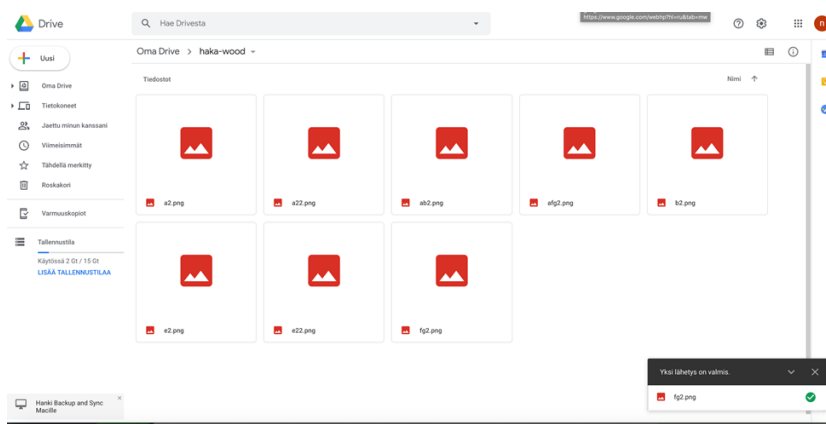 Drive
Hae Drivesta
https://www.google.com/webhp?hl=ru&tab=mw
n
Uusi
Oma Drive > haka-wood
Tiedostot
Nimi
Oma Drive
Tietokoneet
Jaettu minun kanssani
Viimeisimmät
Tähdellä merkitty
Roskakori
Varmuuskopiot
Tallennustila
Käytössä 2 Gt / 15 Gt
LISÄÄ TALLENNUSTILAA
a2.png
a22.png
ab2.png
afg2.png
b2.png
e2.png
e22.png
fg2.png
Yksi lähetys on valmis.
fg2.png
Hanki Backup and Sync
Macille